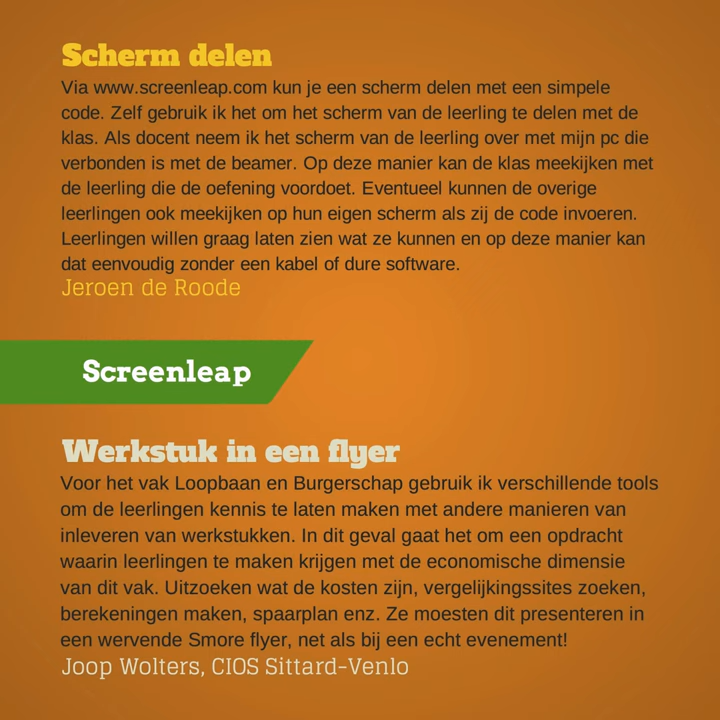 Scherm delen
Via www.screenleap.com kun je een scherm delen met een simpele
code. Zelf gebruik ik het om het scherm van de leerling te delen met de
klas. Als docent neem ik het scherm van de leerling over met mijn pc die
verbonden is met de beamer. Op deze manier kan de klas meekijken met
de leerling die de oefening voordoet. Eventueel kunnen de overige
leerlingen ook meekijken op hun eigen scherm als zij de code invoeren.
Leerlingen willen graag laten zien wat ze kunnen en op deze manier kan
dat eenvoudig zonder een kabel of dure software.
Jeroen de Roode
Screenleap
Werkstuk in een flyer
Voor het vak Loopbaan en Burgerschap gebruik ik verschillende tools
om de leerlingen kennis te laten maken met andere manieren van
inleveren van werkstukken. In dit geval gaat het om een opdracht
waarin leerlingen te maken krijgen met de economische dimensie
van dit vak. Uitzoeken wat de kosten zijn, vergelijkingssites zoeken,
berekeningen maken, spaarplan enz. Ze moesten dit presenteren in
een wervende Smore flyer, net als bij een echt evenement!
Joop Wolters, CIOS Sittard-Venlo